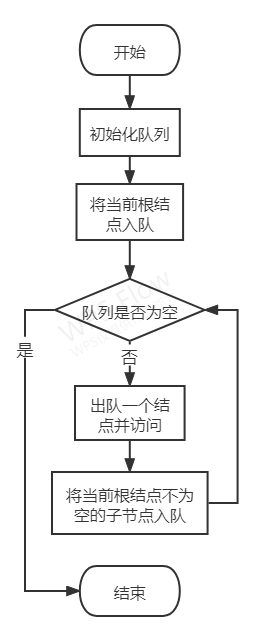 开始
初始化队列
将当前根结
点入队
队列是否为空
是
否
出队一个结
点并访问
将当前根结点不为
空的子节点入队
结束